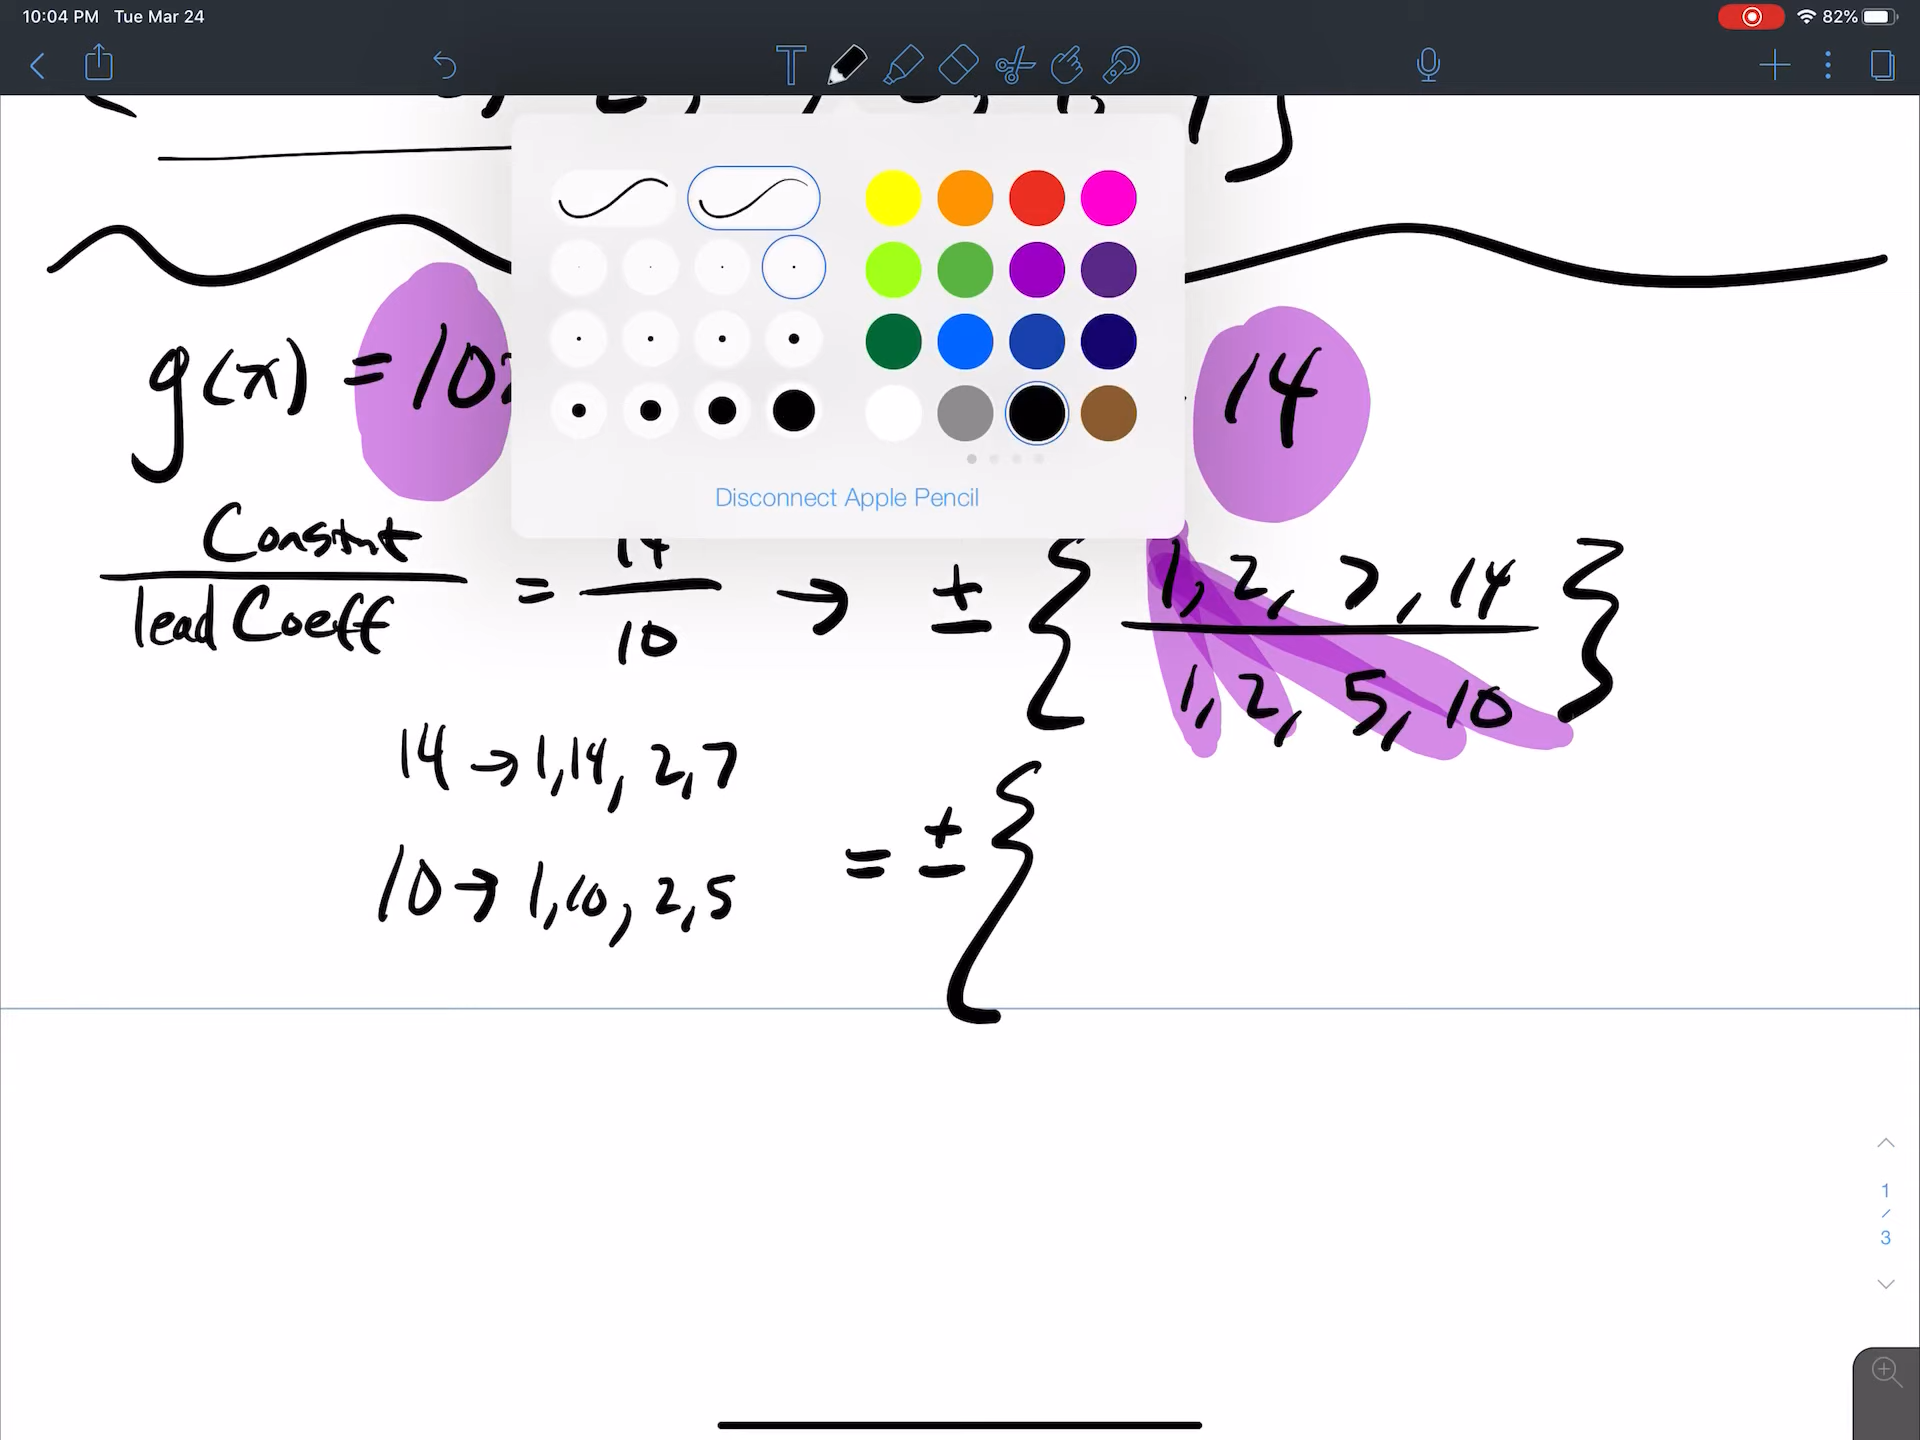 10:04 PM Tue Mar 24 82%
g(x) = 10 14
Disconnect Apple Pencil
Constnt / lead Coeff = 14 / 10 → ± { 1, 2, 7, 14 / 1, 2, 5, 10 }
14 → 1, 14, 2, 7
10 → 1, 10, 2, 5
= ± {
1
/
3